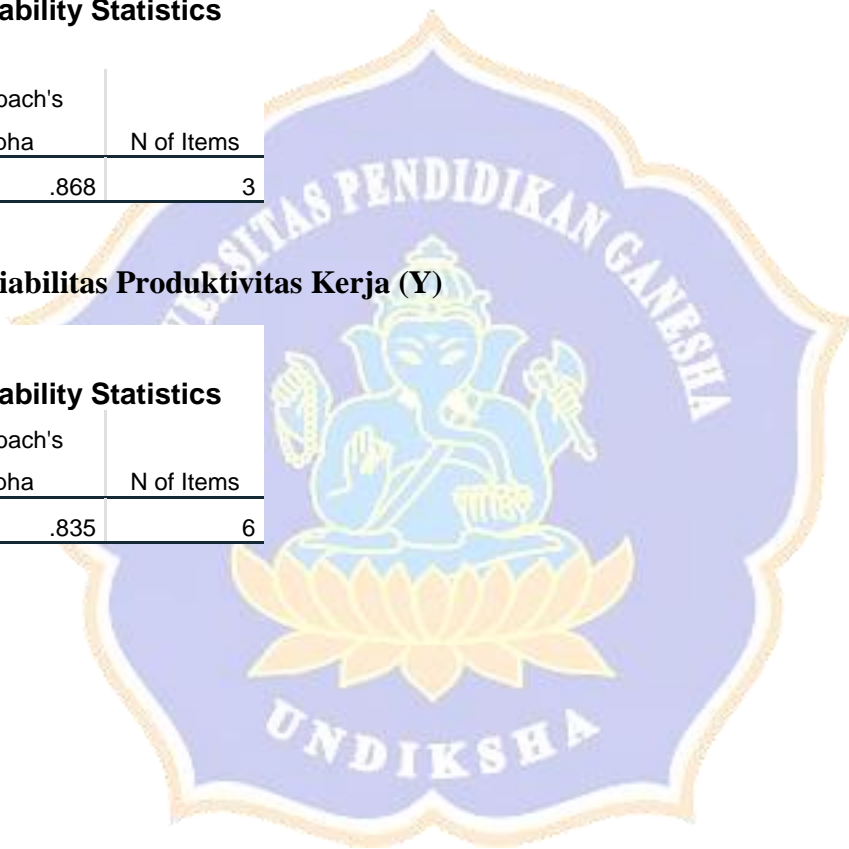 ability Statistics
bach's
pha N of Items
.868 3
iabilitas Produktivitas Kerja (Y)
ability Statistics
bach's
pha N of Items
.835 6
ERSITAS PENDIDIKAN GANESHA
UNDIKSHA